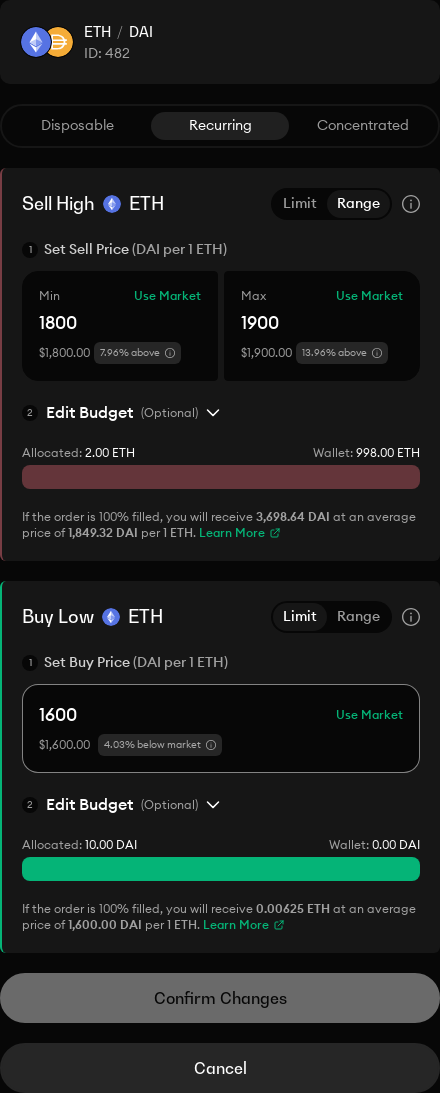 ETH / DAI
ID: 482
Disposable Recurring Concentrated
Sell High ETH Limit Range
1 Set Sell Price (DAI per 1 ETH)
Min Use Market Max Use Market
1800 1900
$1,800.00 7.96% above $1,900.00 13.96% above
2 Edit Budget (Optional)
Allocated: 2.00 ETH Wallet: 998.00 ETH
If the order is 100% filled, you will receive 3,698.64 DAI at an average
price of 1,849.32 DAI per 1 ETH. Learn More
Buy Low ETH Limit Range
1 Set Buy Price (DAI per 1 ETH)
1600 Use Market
$1,600.00 4.03% below market
2 Edit Budget (Optional)
Allocated: 10.00 DAI Wallet: 0.00 DAI
If the order is 100% filled, you will receive 0.00625 ETH at an average
price of 1,600.00 DAI per 1 ETH. Learn More
Confirm Changes
Cancel